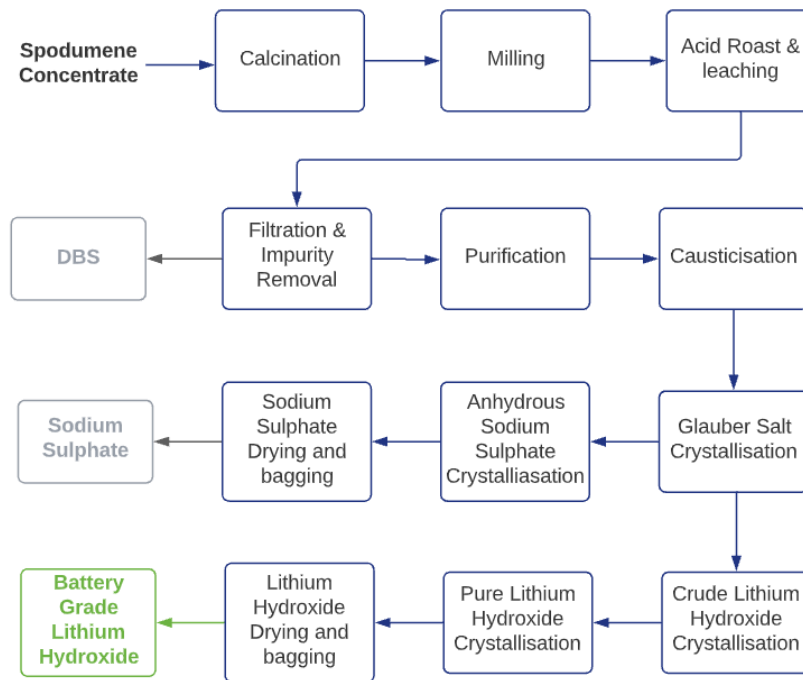 Spodumene
Concentrate
Calcination
Milling
Acid Roast &
leaching
DBS
Filtration &
Impurity
Removal
Purification
Causticisation
Sodium
Sulphate
Sodium
Sulphate
Drying and
bagging
Anhydrous
Sodium
Sulphate
Crystalliasation
Glauber Salt
Crystallisation
Battery
Grade
Lithium
Hydroxide
Lithium
Hydroxide
Drying and
bagging
Pure Lithium
Hydroxide
Crystallisation
Crude Lithium
Hydroxide
Crystallisation